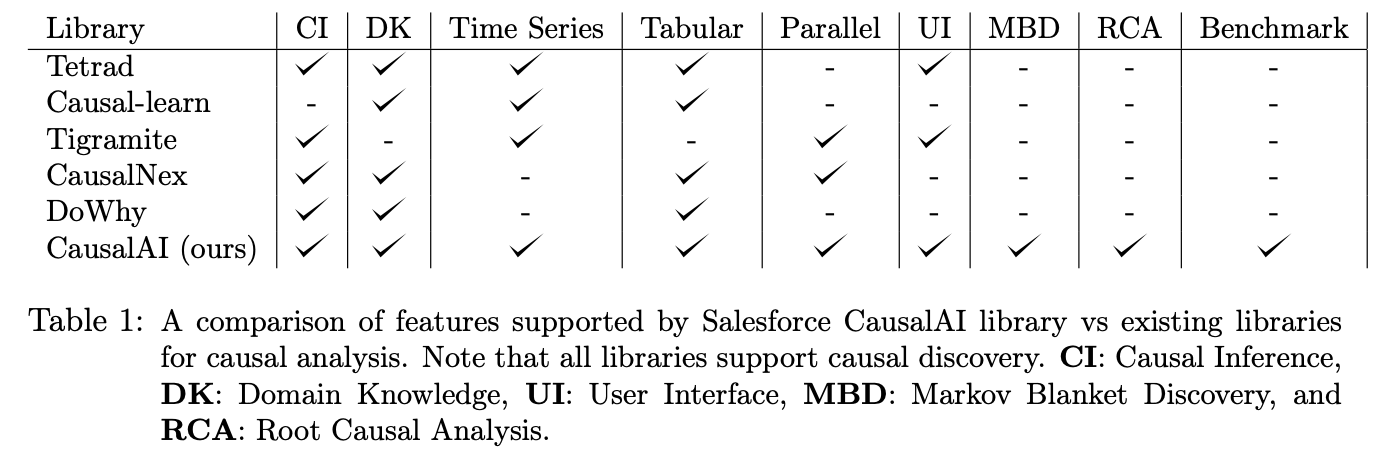 Library CI DK Time Series Tabular Parallel UI MBD RCA Benchmark
Tetrad ✓ ✓ ✓ ✓ - ✓ - - -
Causal-learn - ✓ ✓ ✓ - - - - -
Tigramite ✓ - ✓ - ✓ ✓ - - -
CausalNex ✓ ✓ - ✓ ✓ - - - -
DoWhy ✓ ✓ - ✓ - - - - -
CausalAI (ours) ✓ ✓ ✓ ✓ ✓ ✓ ✓ ✓ ✓
Table 1: A comparison of features supported by Salesforce CausalAI library vs existing libraries
for causal analysis. Note that all libraries support causal discovery. CI: Causal Inference,
DK: Domain Knowledge, UI: User Interface, MBD: Markov Blanket Discovery, and
RCA: Root Causal Analysis.